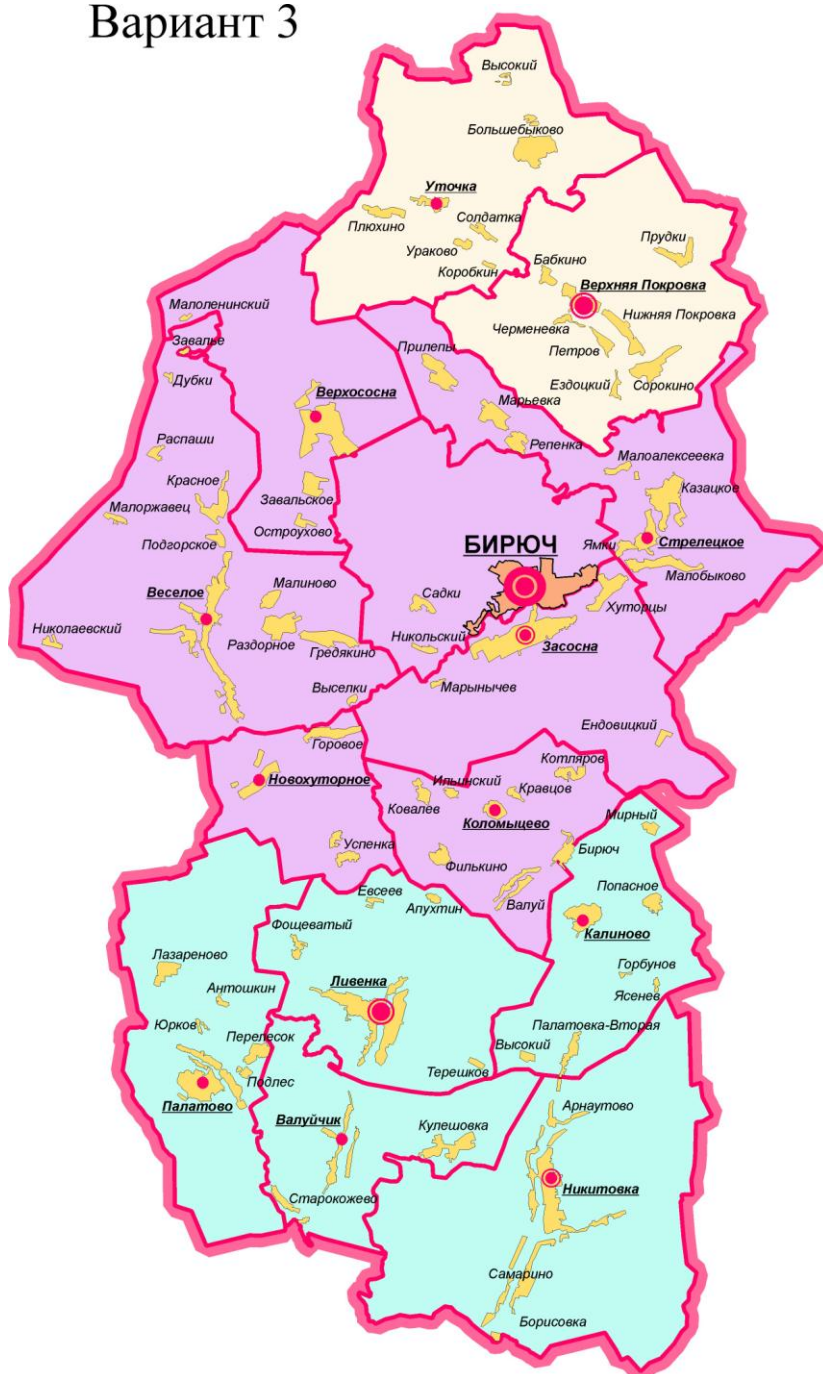 Вариант 3
Высокий
Большебыково
Уточка
Плюхино
Солдатка
Ураково
Коробкин
Прудки
Бабкино
Верхняя Покровка
Нижняя Покровка
Черменевка
Петров
Ездоцкий
Сорокино
Малоленинский
Завалье
Дубки
Прилепы
Верхососна
Марьевка
Репенка
Распаши
Малоалексеевка
Красное
Казацкое
Завальское
Малоржавец
Остроухово
Подгорское
БИРЮЧ
Ямки
Стрелецкое
Малобыково
Малиново
Веселое
Садки
Хуторцы
Николаевский
Раздорное
Гредякино
Никольский
Засосна
Выселки
Марынычев
Ендовицкий
Горовое
Новохуторное
Котляров
Ильинский
Кравцов
Ковалев
Коломыцево
Мирный
Успенка
Филькино
Бирюч
Евсеев
Апухтин
Валуй
Попасное
Фощеватый
Калиново
Лазареново
Ливенка
Горбунов
Антошкин
Ясенев
Юрков
Перелесок
Палатовка-Вторая
Высокий
Подлес
Терешков
Палатово
Арнаутово
Валуйчик
Кулешовка
Никитовка
Старокожево
Самарино
Борисовка